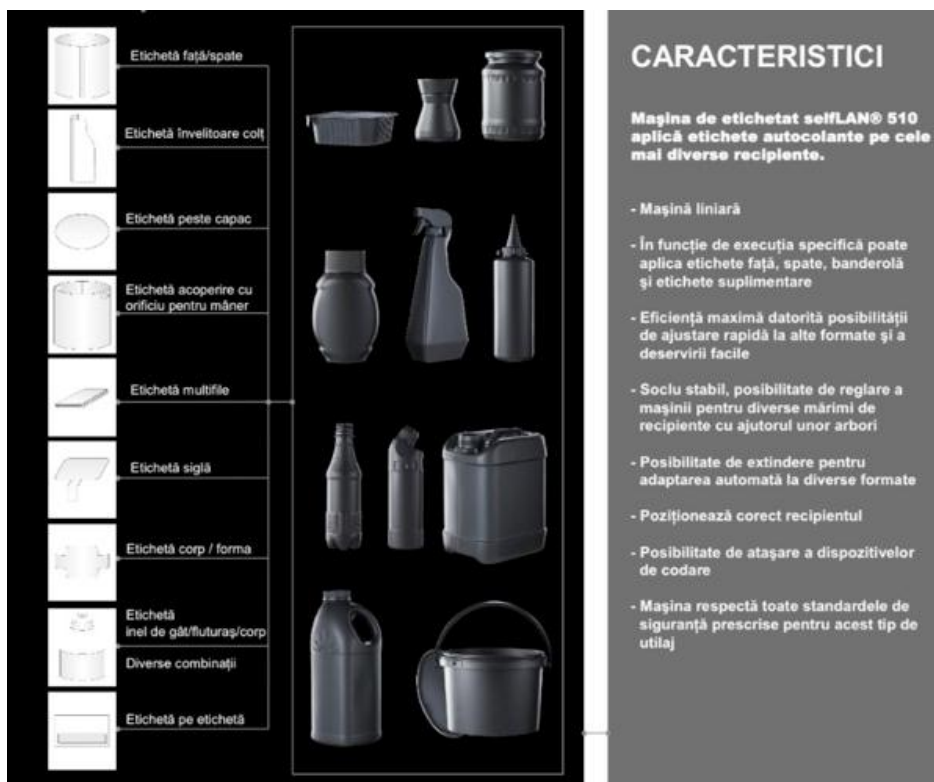 Etichetă față/spate
Etichetă învelitoare colț
Etichetă peste capac
Etichetă acoperire cu
orificiu pentru mâner
Etichetă multifile
Etichetă siglă
Etichetă corp / forma
Etichetă
inel de gât/fluturaș/corp
Diverse combinații
Etichetă pe etichetă
CARACTERISTICI
Mașina de etichetat selfLAN® 510
aplică etichete autocolante pe cele
mai diverse recipiente.
- Mașină liniară
- În funcție de execuția specifică poate
aplica etichete față, spate, banderolă
și etichete suplimentare
- Eficiență maximă datorită posibilității
de ajustare rapidă la alte formate și a
deservirii facile
- Soclu stabil, posibilitate de reglare a
mașinii pentru diverse mărimi de
recipiente cu ajutorul unor arbori
- Posibilitate de extindere pentru
adaptarea automată la diverse formate
- Poziționează corect recipientul
- Posibilitate de atașare a dispozitivelor
de codare
- Mașina respectă toate standardele de
siguranță prescrise pentru acest tip de
utilaj